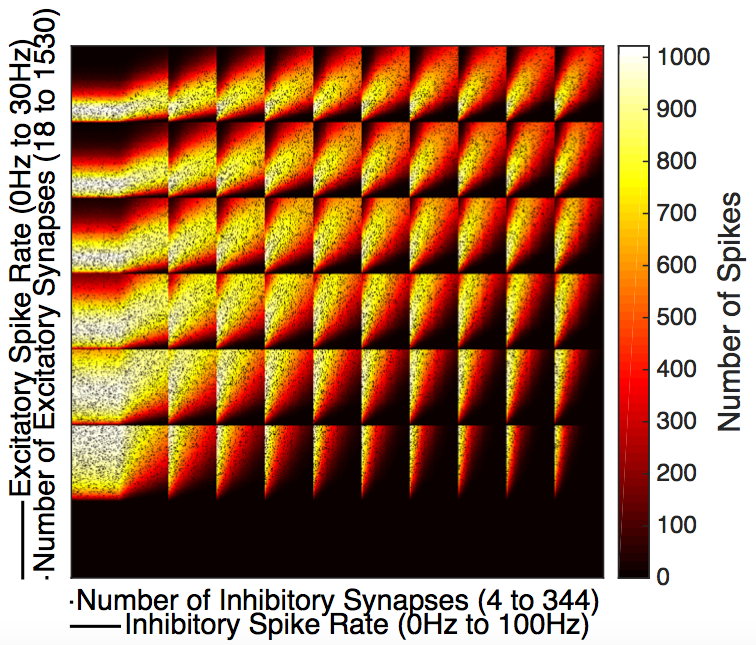 Excitatory Spike Rate (0Hz to 30Hz)
·Number of Excitatory Synapses (18 to 1530)
1000
900
800
700
600
500
400
300
200
100
0
Number of Spikes
·Number of Inhibitory Synapses (4 to 344)
Inhibitory Spike Rate (0Hz to 100Hz)